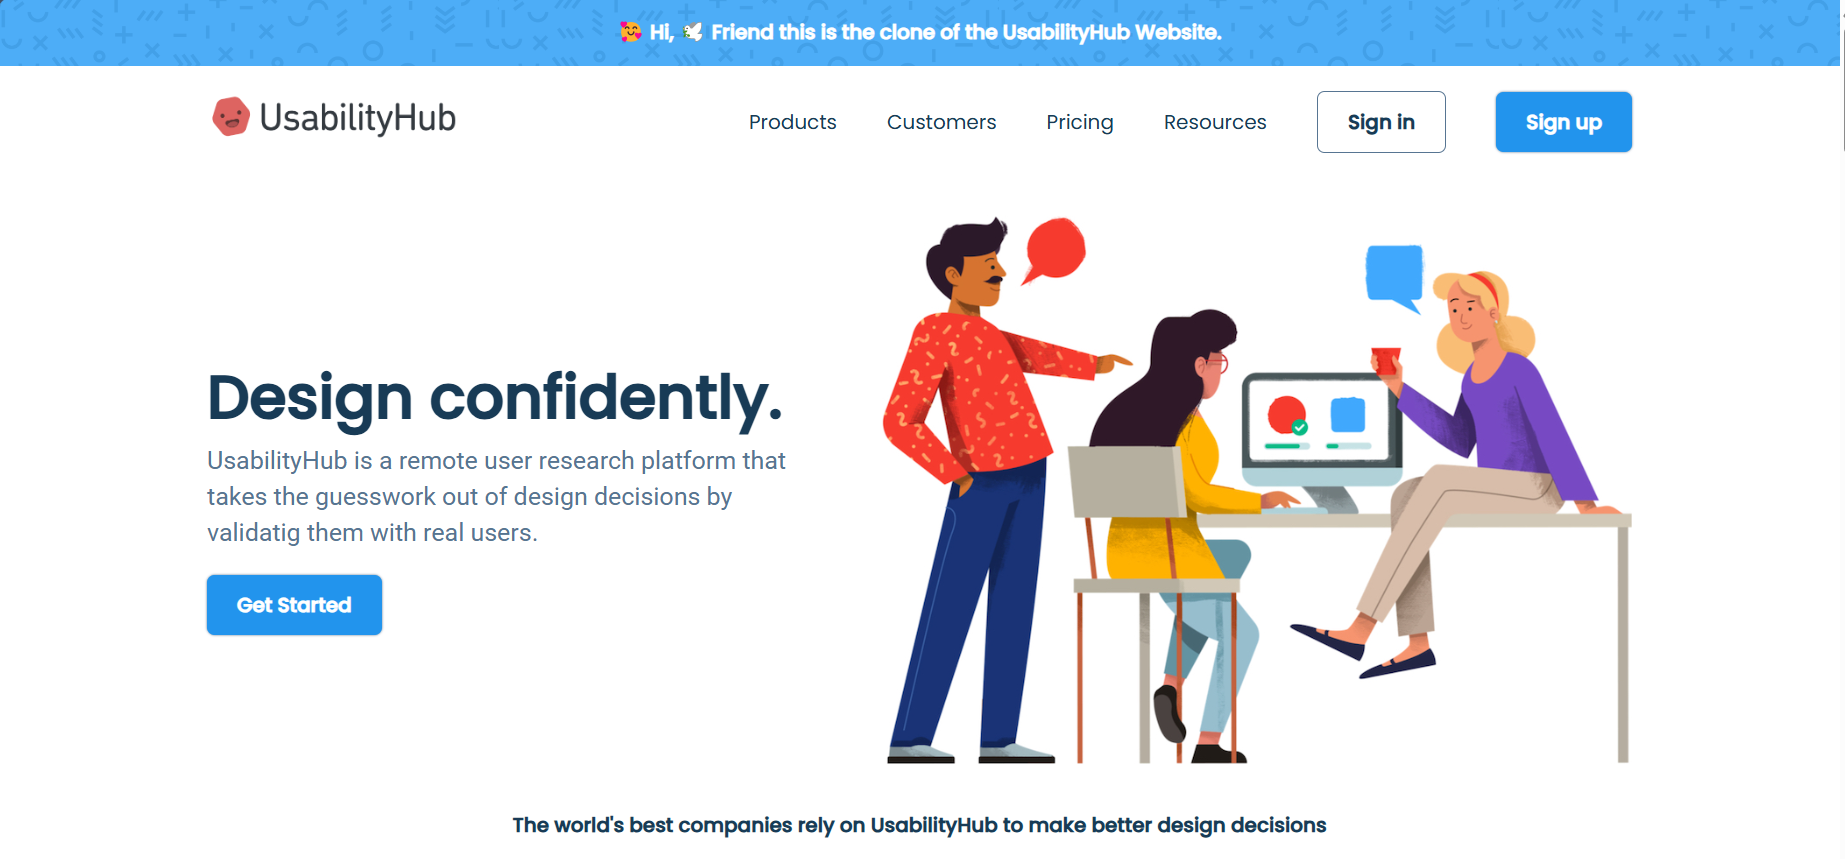 🥰 Hi, 🕊️ Friend this is the clone of the UsabilityHub Website.
UsabilityHub
Products
Customers
Pricing
Resources
Sign in
Sign up
Design confidently.
UsabilityHub is a remote user research platform that
takes the guesswork out of design decisions by
validatig them with real users.
Get Started
The world's best companies rely on UsabilityHub to make better design decisions